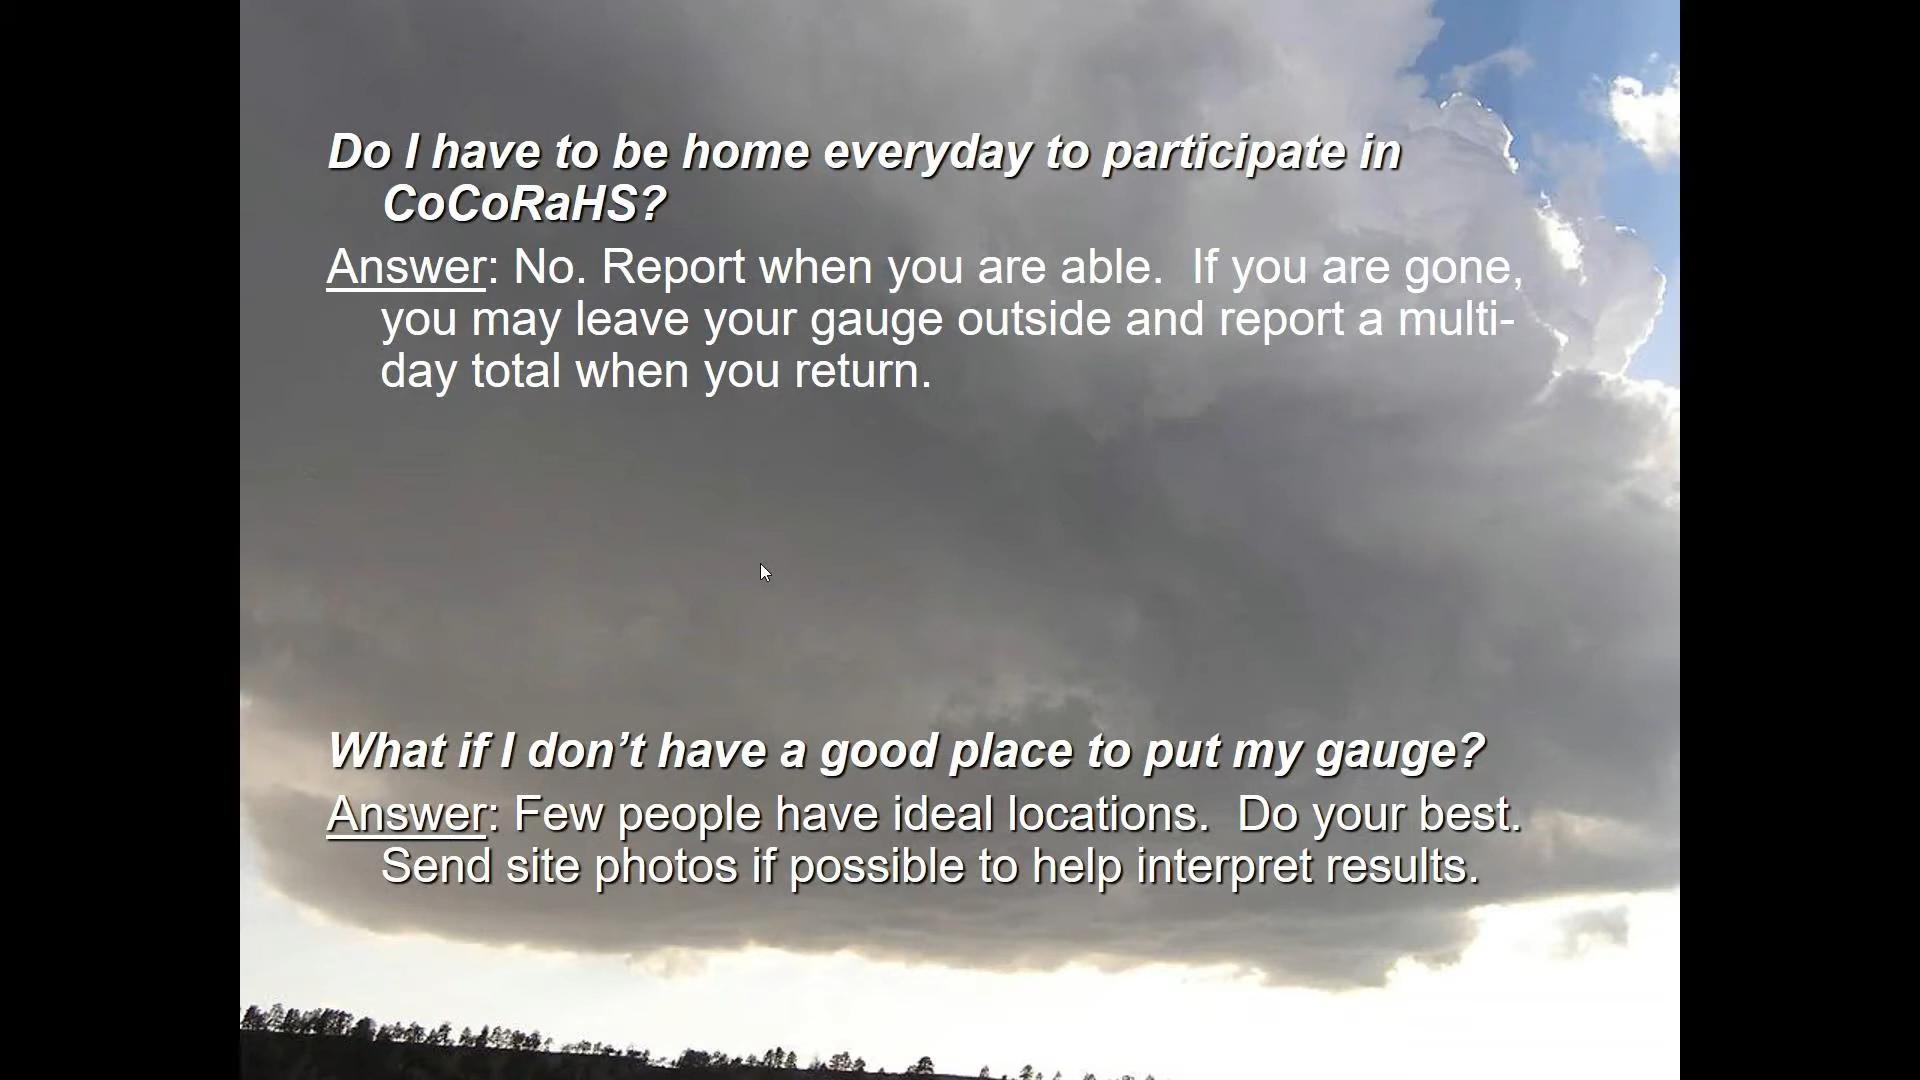 Do I have to be home everyday to participate in
CoCoRaHS?
Answer: No. Report when you are able.  If you are gone,
you may leave your gauge outside and report a multi-
day total when you return.
What if I don’t have a good place to put my gauge?
Answer: Few people have ideal locations.  Do your best.
Send site photos if possible to help interpret results.